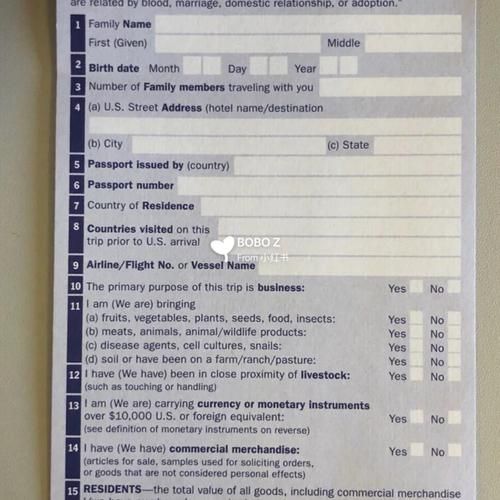 are related by blood, marriage, domestic relationship, or adoption."
1 Family Name
First (Given) Middle
2 Birth date Month Day Year
3 Number of Family members traveling with you
4 (a) U.S. Street Address (hotel name/destination
(b) City (c) State
5 Passport issued by (country)
6 Passport number
7 Country of Residence
8 Countries visited on this
trip prior to U.S. arrival
BOBO Z
From 小红书
9 Airline/Flight No. or Vessel Name
10 The primary purpose of this trip is business: Yes No
11 I am (We are) bringing
(a) fruits, vegetables, plants, seeds, food, insects: Yes No
(b) meats, animals, animal/wildlife products: Yes No
(c) disease agents, cell cultures, snails: Yes No
(d) soil or have been on a farm/ranch/pasture: Yes No
12 I have (We have) been in close proximity of livestock: Yes No
(such as touching or handling)
13 I am (We are) carrying currency or monetary instruments
over $10,000 U.S. or foreign equivalent: Yes No
(see definition of monetary instruments on reverse)
14 I have (We have) commercial merchandise: Yes No
(articles for sale, samples used for soliciting orders,
or goods that are not considered personal effects)
15 RESIDENTS—the total value of all goods, including commercial merchandise